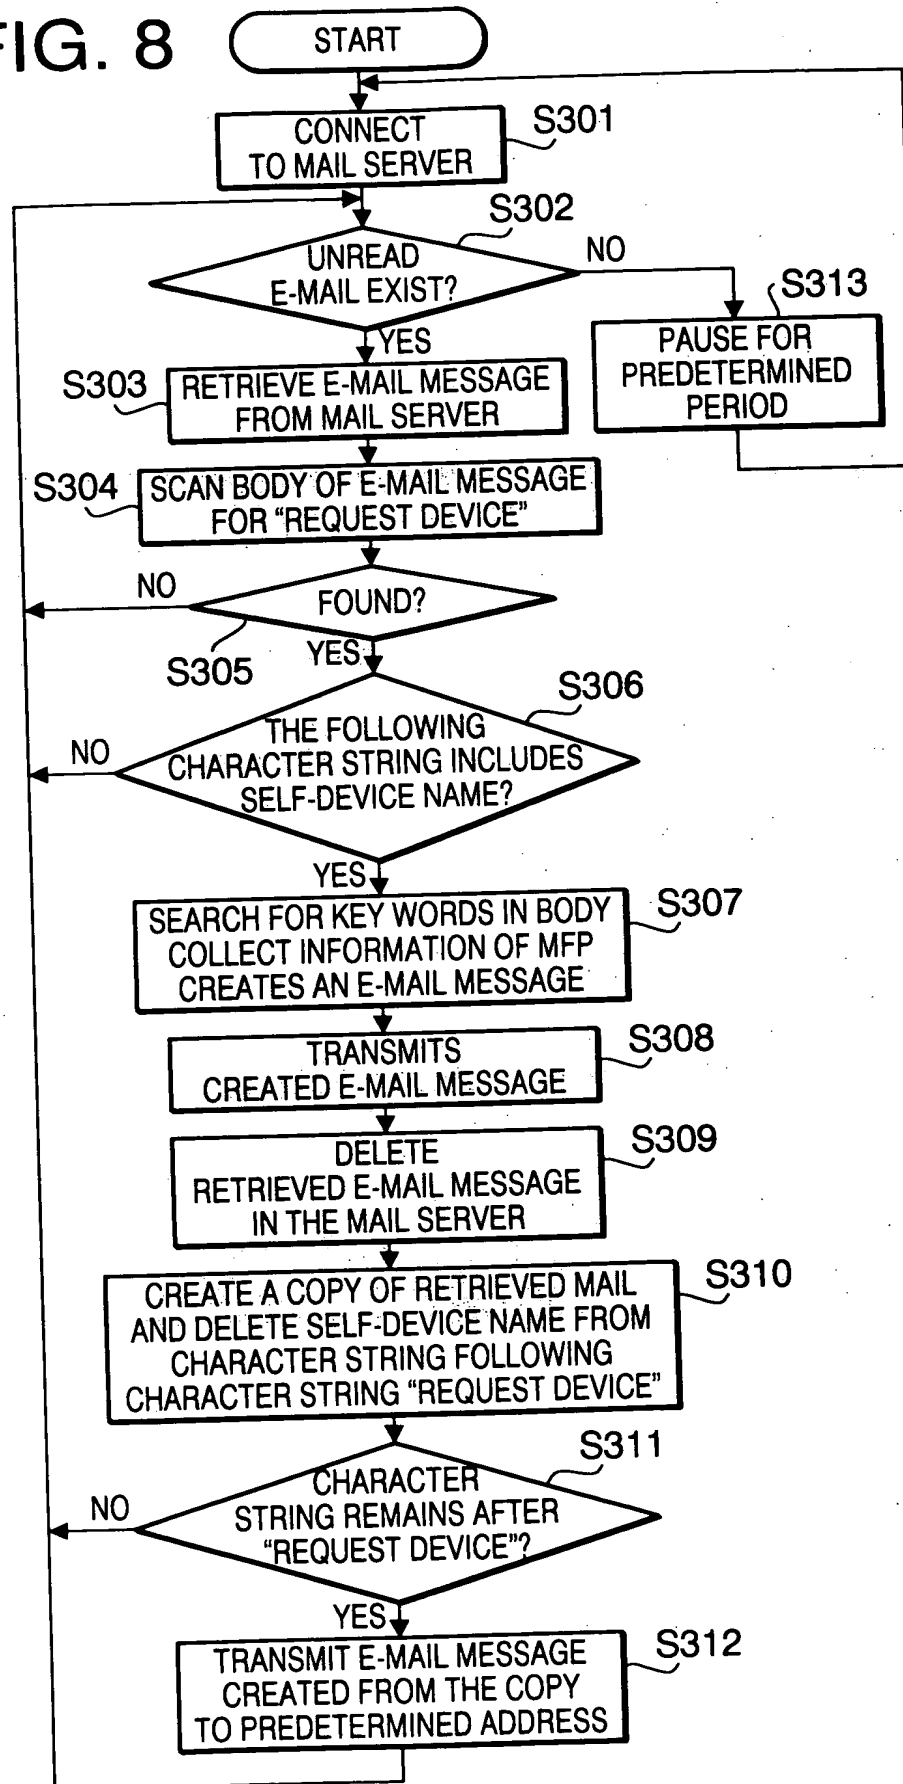 FIG. 8
START
CONNECT
TO MAIL SERVER
S301
UNREAD
E-MAIL EXIST?
S302
NO
YES
S313
PAUSE FOR
PREDETERMINED
PERIOD
S303
RETRIEVE E-MAIL MESSAGE
FROM MAIL SERVER
S304
SCAN BODY OF E-MAIL MESSAGE
FOR “REQUEST DEVICE”
NO
FOUND?
S305
YES
S306
NO
THE FOLLOWING
CHARACTER STRING INCLUDES
SELF-DEVICE NAME?
YES
SEARCH FOR KEY WORDS IN BODY
COLLECT INFORMATION OF MFP
CREATES AN E-MAIL MESSAGE
S307
TRANSMITS
CREATED E-MAIL MESSAGE
S308
DELETE
RETRIEVED E-MAIL MESSAGE
IN THE MAIL SERVER
S309
CREATE A COPY OF RETRIEVED MAIL
AND DELETE SELF-DEVICE NAME FROM
CHARACTER STRING FOLLOWING
CHARACTER STRING “REQUEST DEVICE”
S310
S311
NO
CHARACTER
STRING REMAINS AFTER
“REQUEST DEVICE”?
YES
TRANSMIT E-MAIL MESSAGE
CREATED FROM THE COPY
TO PREDETERMINED ADDRESS
S312